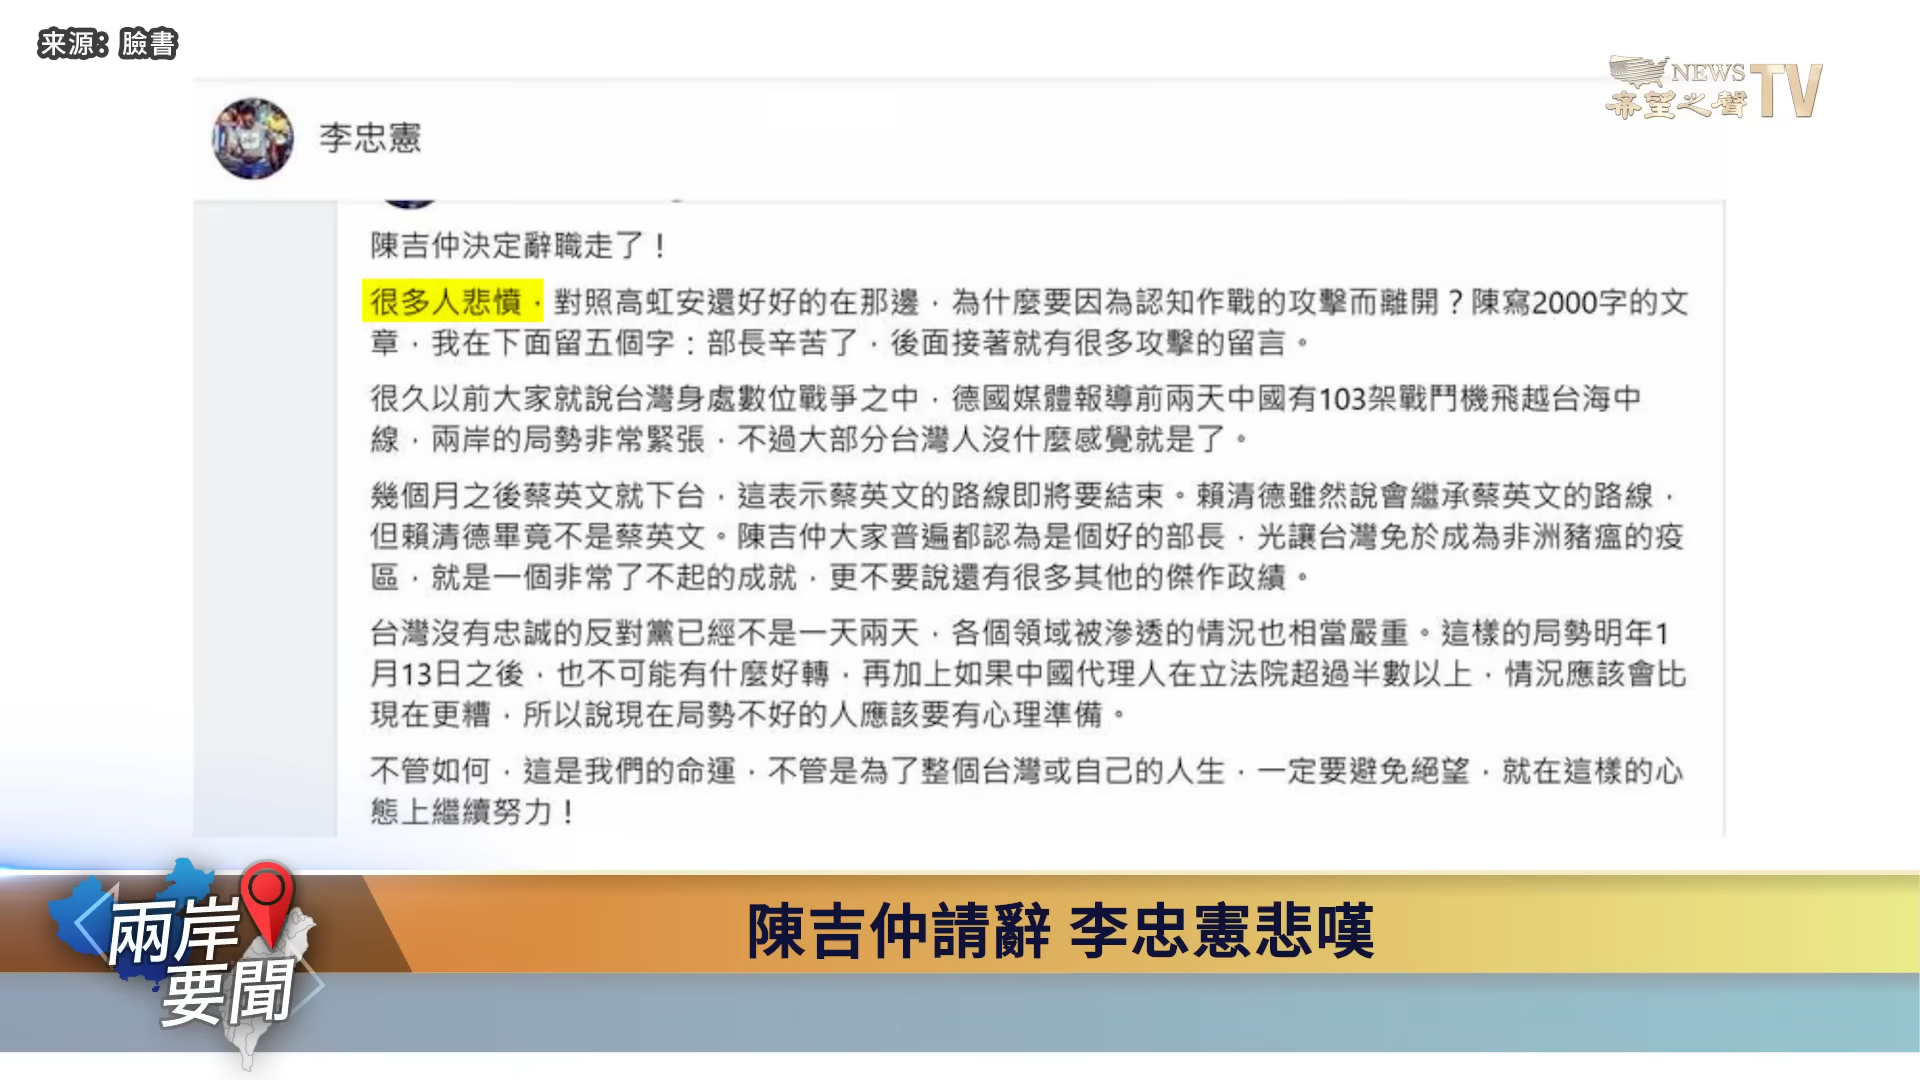 来源：臉書
NEWS
希望之聲TV
李忠憲
陳吉仲決定辭職走了！
很多人悲憤，對照高虹安還好好的在那邊，為什麼要因為認知作戰的攻擊而離開？陳寫2000字的文
章，我在下面留五個字：部長辛苦了，後面接著就有很多攻擊的留言。
很久以前大家就說台灣身處數位戰爭之中，德國媒體報導前兩天中國有103架戰鬥機飛越台海中
線，兩岸的局勢非常緊張，不過大部分台灣人沒什麼感覺就是了。
幾個月之後蔡英文就下台，這表示蔡英文的路線即將要結束。賴清德雖然說會繼承蔡英文的路線，
但賴清德畢竟不是蔡英文。陳吉仲大家普遍都認為是個好的部長，光讓台灣免於成為非洲豬瘟的疫
區，就是一個非常了不起的成就，更不要說還有很多其他的傑作政績。
台灣沒有忠誠的反對黨已經不是一天兩天，各個領域被滲透的情況也相當嚴重。這樣的局勢明年1
月13日之後，也不可能有什麼好轉，再加上如果中國代理人在立法院超過半數以上，情況應該會比
現在更糟，所以說現在局勢不好的人應該要有心理準備。
不管如何，這是我們的命運，不管是為了整個台灣或自己的人生，一定要避免絕望，就在這樣的心
態上繼續努力！
陳吉仲請辭 李忠憲悲嘆
兩岸
要聞